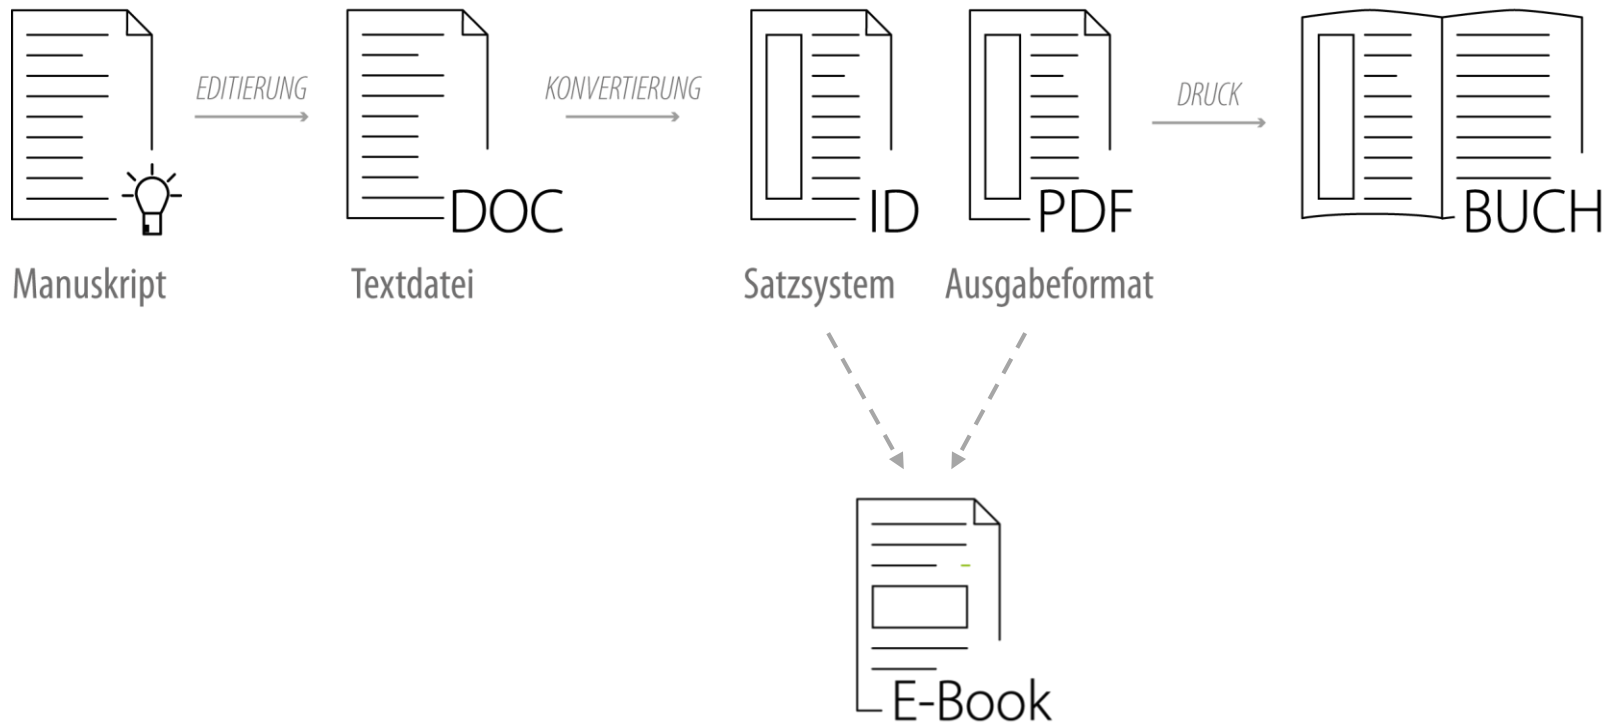 EDITIERUNG
KONVERTIERUNG
DRUCK
DOC
ID
PDF
BUCH
Manuskript
Textdatei
Satzsystem
Ausgabeformat
E-Book